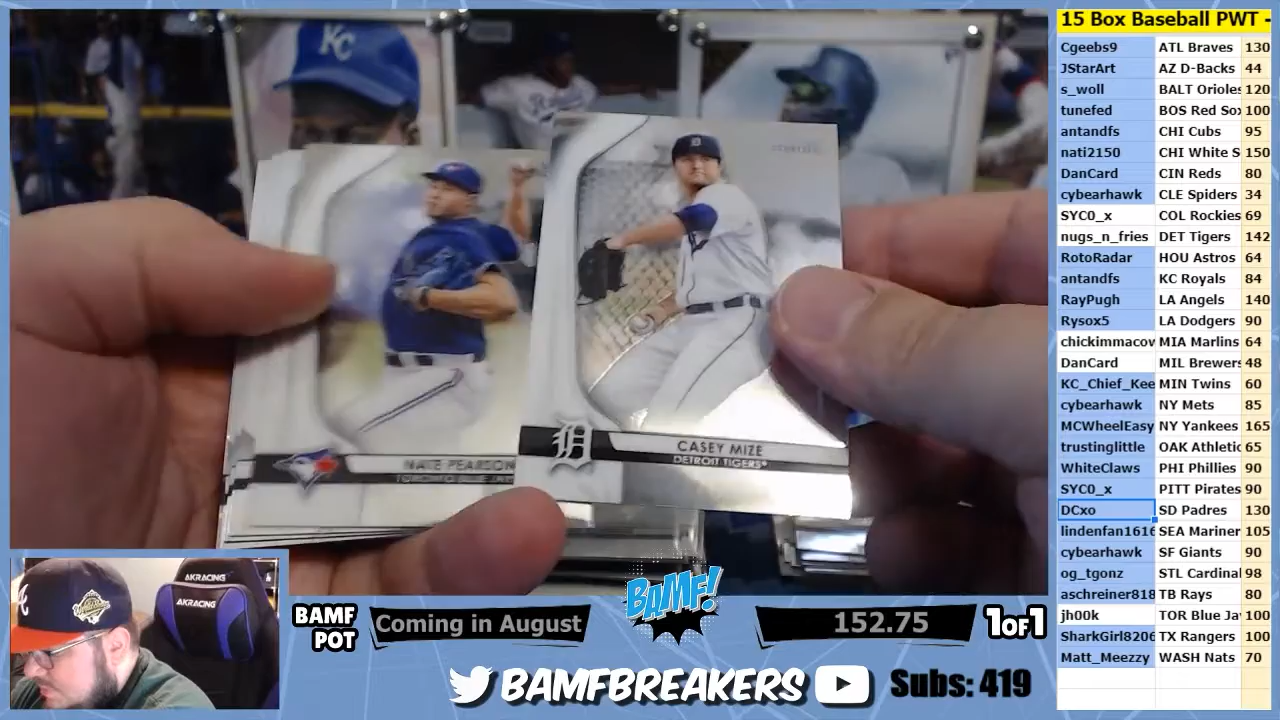 15 Box Baseball PWT -
Cgeebs9 ATL Braves 130
JStarArt AZ D-Backs 44
s_woll BALT Orioles 120
tunefed BOS Red Sox 100
antandfs CHI Cubs 95
nati2150 CHI White S 150
DanCard CIN Reds 80
cybearhawk CLE Spiders 34
SYC0_x COL Rockies 69
nugs_n_fries DET Tigers 142
RotoRadar HOU Astros 64
antandfs KC Royals 84
RayPugh LA Angels 140
Rysox5 LA Dodgers 90
chickimmacov MIA Marlins 64
DanCard MIL Brewers 48
KC_Chief_Kee MIN Twins 60
cybearhawk NY Mets 85
MCWheelEasy NY Yankees 165
trustinglittle OAK Athletic 65
WhiteClaws PHI Phillies 90
SYC0_x PITT Pirates 90
DCxo SD Padres 130
lindenfan1616 SEA Mariner 105
cybearhawk SF Giants 90
og_tgonz STL Cardinal 98
aschreiner818 TB Rays 80
jh00k TOR Blue Ja 100
SharkGirl8206 TX Rangers 100
Matt_Meezzy WASH Nats 70
KC
D
NATE PEARSON
TORONTO BLUE JAY
D
CASEY MIZE
DETROIT TIGERS
A
AKRACING
AKRACING
BAMF POT
Coming in August
BAMF!
152.75
1OF1
BAMFBREAKERS
Subs: 419